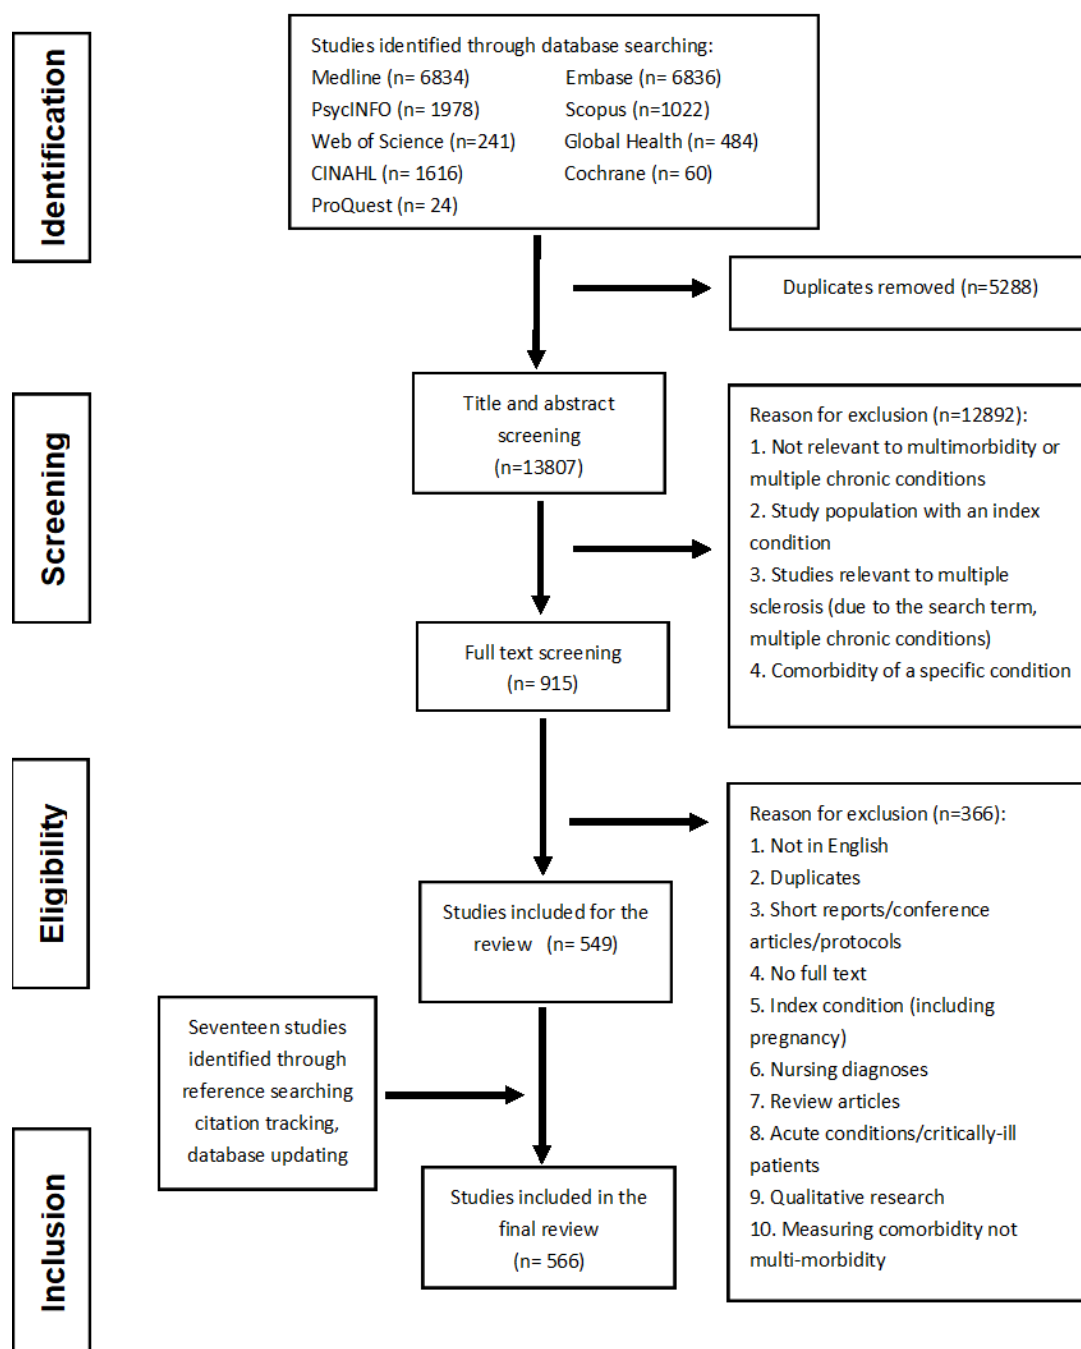 Identification
Studies identified through database searching:
Medline (n= 6834) Embase (n= 6836)
PsycINFO (n= 1978) Scopus (n=1022)
Web of Science (n=241) Global Health (n= 484)
CINAHL (n= 1616) Cochrane (n= 60)
ProQuest (n= 24)
Duplicates removed (n=5288)
Screening
Title and abstract
screening
(n=13807)
Reason for exclusion (n=12892):
1. Not relevant to multimorbidity or
multiple chronic conditions
2. Study population with an index
condition
3. Studies relevant to multiple
sclerosis (due to the search term,
multiple chronic conditions)
4. Comorbidity of a specific condition
Full text screening
(n= 915)
Eligibility
Reason for exclusion (n=366):
1. Not in English
2. Duplicates
3. Short reports/conference
articles/protocols
4. No full text
5. Index condition (including
pregnancy)
6. Nursing diagnoses
7. Review articles
8. Acute conditions/critically-ill
patients
9. Qualitative research
10. Measuring comorbidity not
multi-morbidity
Studies included for the
review (n= 549)
Seventeen studies
identified through
reference searching
citation tracking,
database updating
Inclusion
Studies included in the
final review
(n= 566)